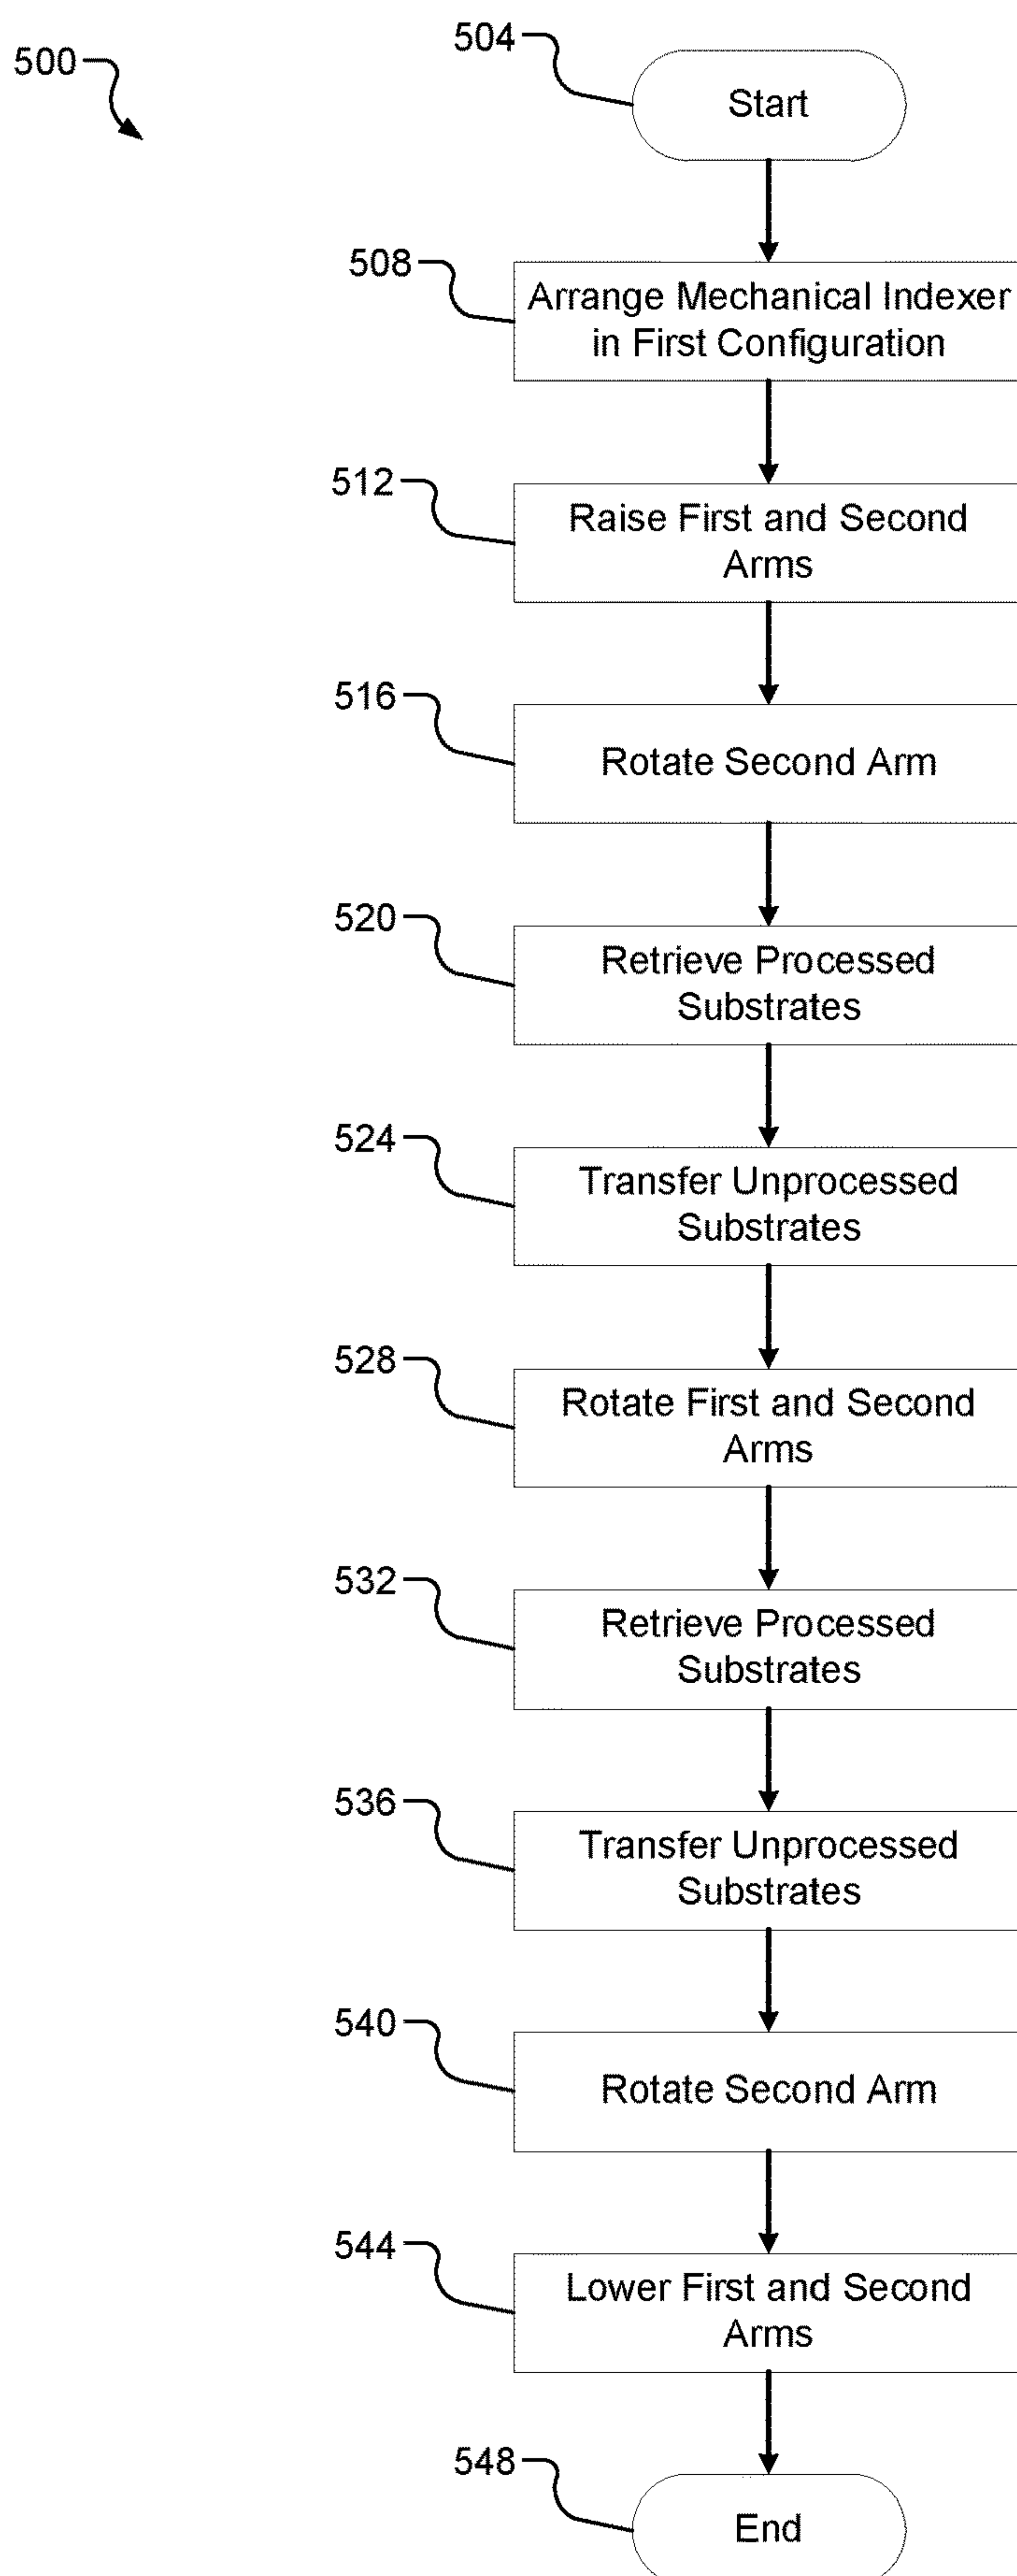 500
504
Start
508
Arrange Mechanical Indexer
in First Configuration
512
Raise First and Second
Arms
516
Rotate Second Arm
520
Retrieve Processed
Substrates
524
Transfer Unprocessed
Substrates
528
Rotate First and Second
Arms
532
Retrieve Processed
Substrates
536
Transfer Unprocessed
Substrates
540
Rotate Second Arm
544
Lower First and Second
Arms
548
End